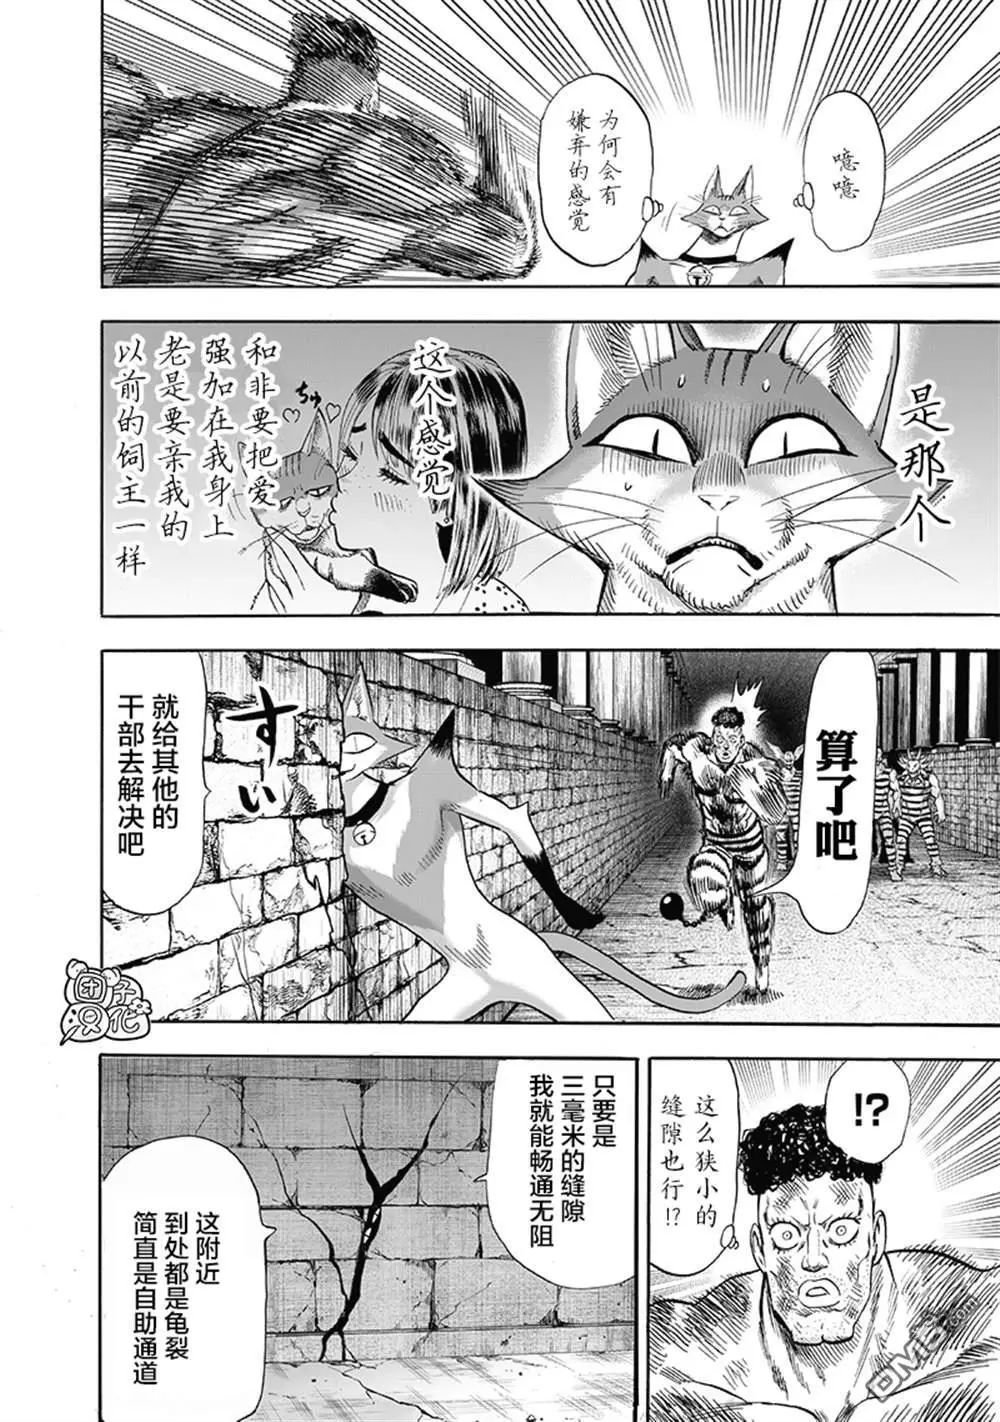 噫噫
为何会有
嫌弃的感觉
是那个
这个感觉
和非要把爱
强加在我身上
老是要亲我的
以前的饲主一样
ちゅ
T
算了吧
すいっ
就给其他的
干部去解决吧
T
!?
这么狭小的
缝隙也行!?
只要是
三毫米的缝隙
我就能畅通无阻
这附近
到处都是龟裂
简直是自助通道
团子汉化